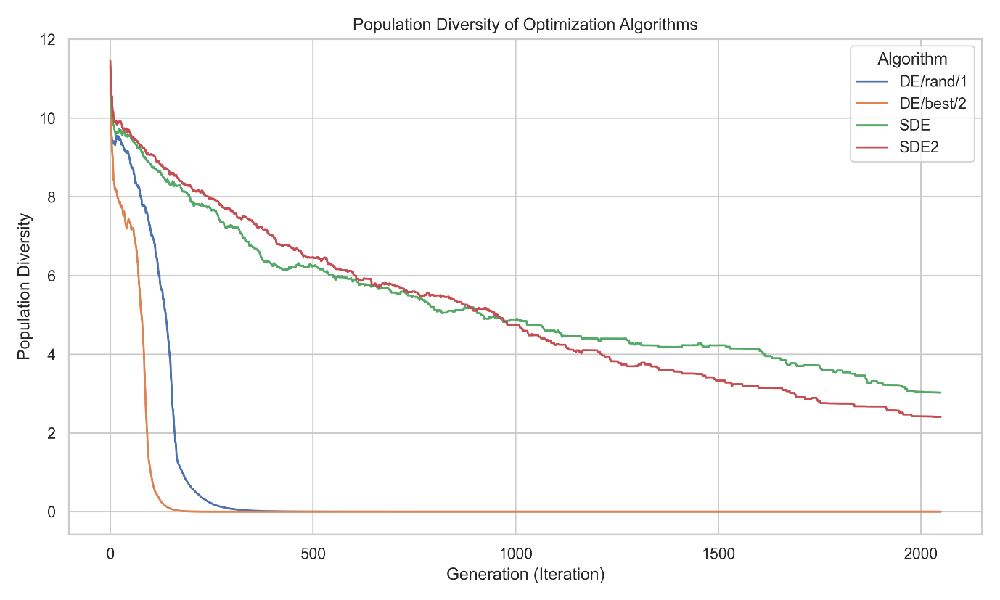 Population Diversity of Optimization Algorithms
12
10
8
6
4
2
0
Population Diversity
0 500 1000 1500 2000
Generation (Iteration)
Algorithm
DE/rand/1
DE/best/2
SDE
SDE2